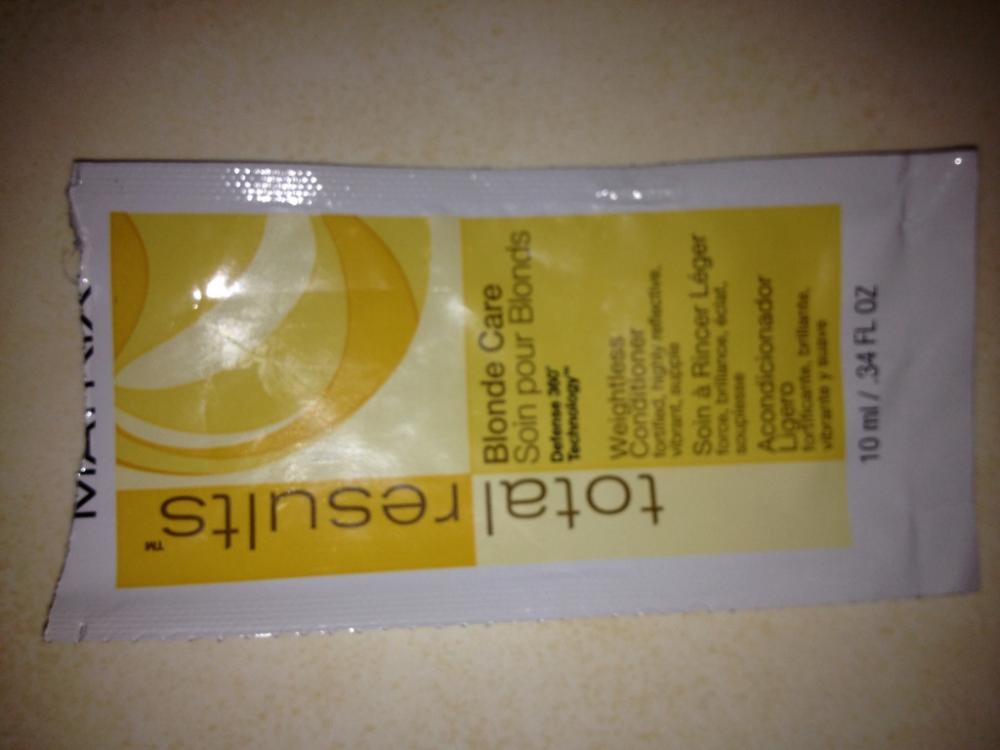 MATRIX
total results™
Blonde Care
Soin pour Blonds
Defense 360°
Technology™
Weightless
Conditioner
fortified, highly reflective,
vibrant, supple
Soin à Rincer Léger
force, brillance, éclat,
souplesse
Acondicionador
Ligero
fortificante, brillante,
vibrante y suave
10 ml / .34 FL OZ